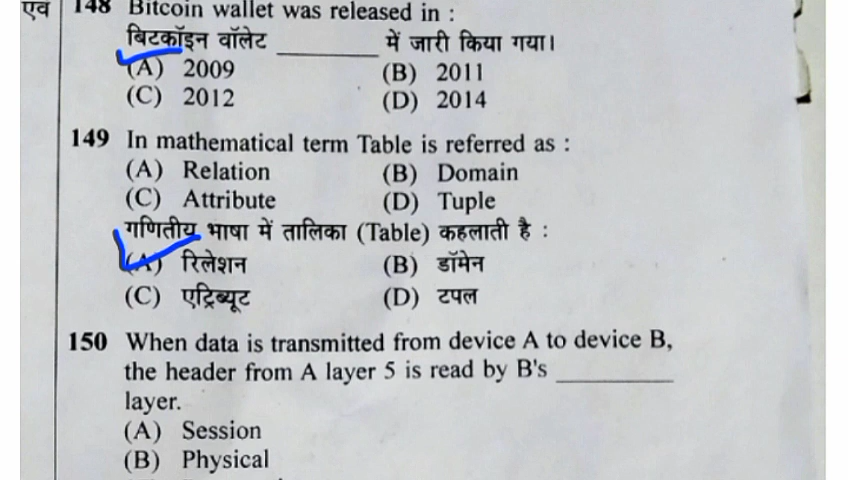 एवं
148 Bitcoin wallet was released in :
बिटकॉइन वॉलेट ________ में जारी किया गया।
(A) 2009 (B) 2011
(C) 2012 (D) 2014
149 In mathematical term Table is referred as :
(A) Relation (B) Domain
(C) Attribute (D) Tuple
गणितीय भाषा में तालिका (Table) कहलाती है :
(A) रिलेशन (B) डॉमेन
(C) एट्रिब्यूट (D) टपल
150 When data is transmitted from device A to device B,
the header from A layer 5 is read by B's ________
layer.
(A) Session
(B) Physical